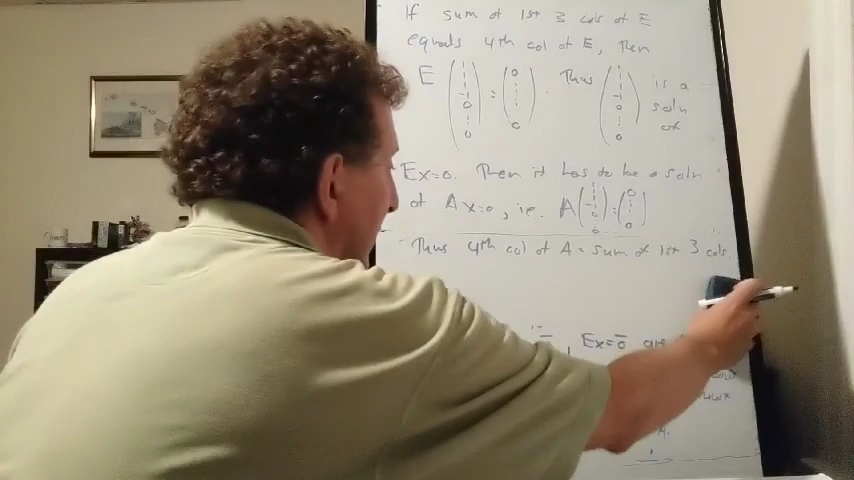 If sum of 1st 3 cols of E
equals 4th col of E, then
E (1 1 1 -1 0 ⋮ 0) = (0 ⋮ 0). Thus (1 1 1 -1 0 ⋮ 0) is a
soln
of
Ex=0. Then it has to be a soln
of Ax=0, ie. A(1 1 1 -1 0 ⋮ 0) = (0 0 ⋮ 0)
Thus 4th col of A = sum of 1st 3 cols.
, Ex=0̅ are
A.